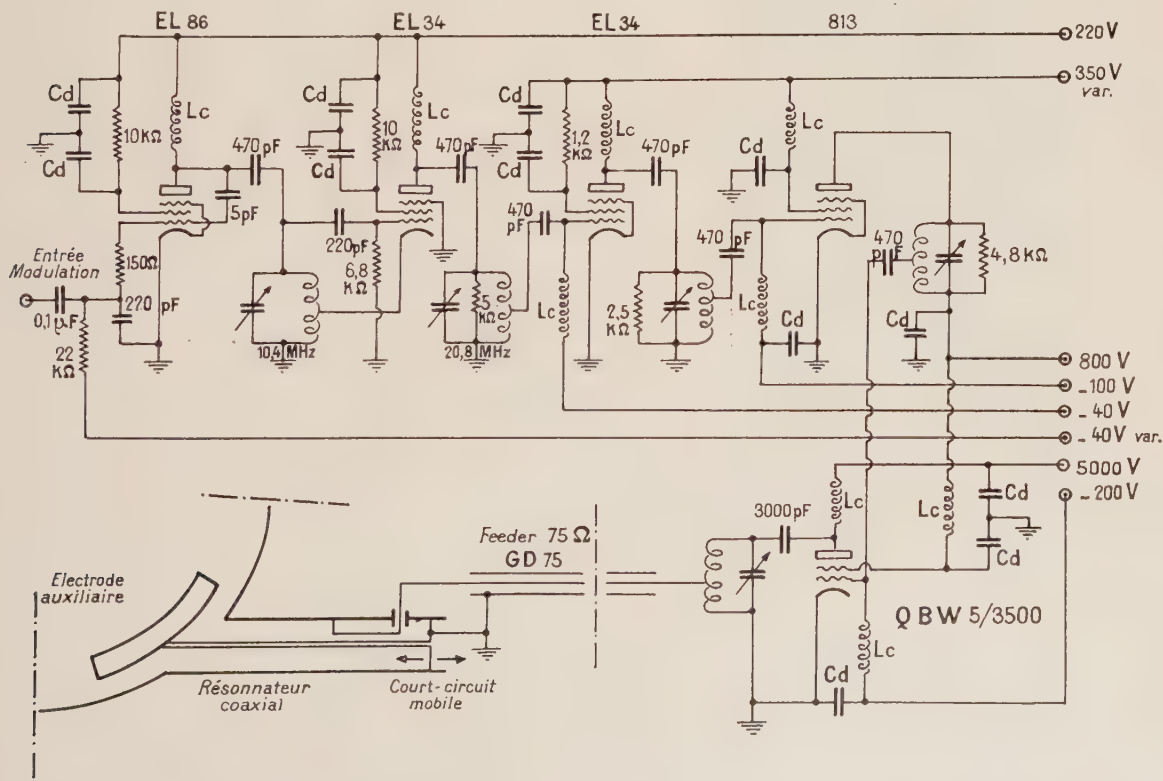 EL 86
EL 34
EL 34
813
220 V
350 V
var.
Cd
Cd
10 kΩ
Lc
470 pF
5 pF
Cd
Cd
10
kΩ
Lc
470 pF
Cd
Cd
1,2
kΩ
Lc
470 pF
Lc
Cd
Entrée
Modulation
0,1 µF
150Ω
220 pF
22
KΩ
220 pF
6,8
kΩ
10,4 MHz
5
kΩ
20,8 MHz
470
pF
Lc
2,5
kΩ
470 pF
Lc
Cd
470
pF
4,8 kΩ
Cd
800 V
-100 V
- 40 V
- 40 V var.
5000 V
-200 V
Lc
Lc
Cd
Cd
3000 pF
Feeder 75 Ω
GD 75
Electrode
auxiliaire
Résonnateur
coaxial
Court-circuit
mobile
QBW 5/3500
Lc
Cd